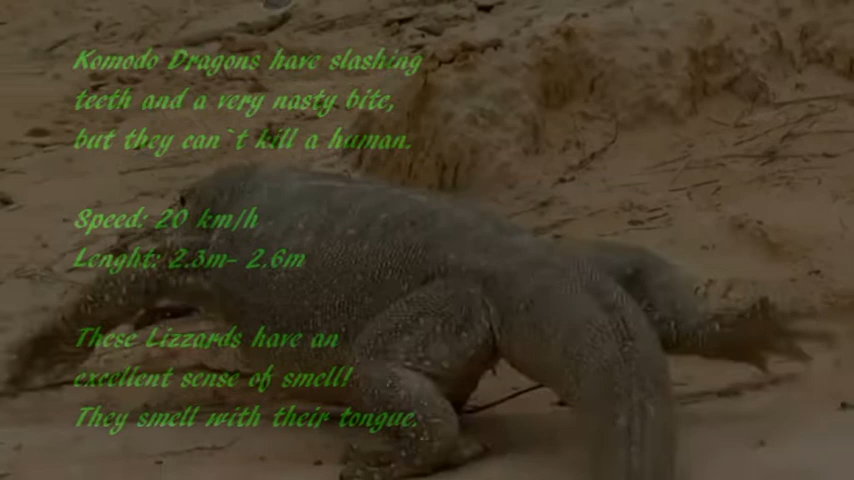 Komodo Dragons have slashing
teeth and a very nasty bite,
but they can`t kill a human.
Speed: 20 km/h
Lenght: 2.3m- 2,6m
These Lizzards have an
excellent sense of smell!
They smell with their tongue.